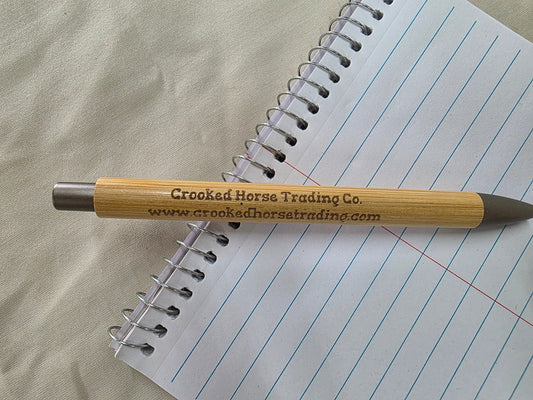 Crooked Horse Trading Co.
www.crookedhorsetrading.com